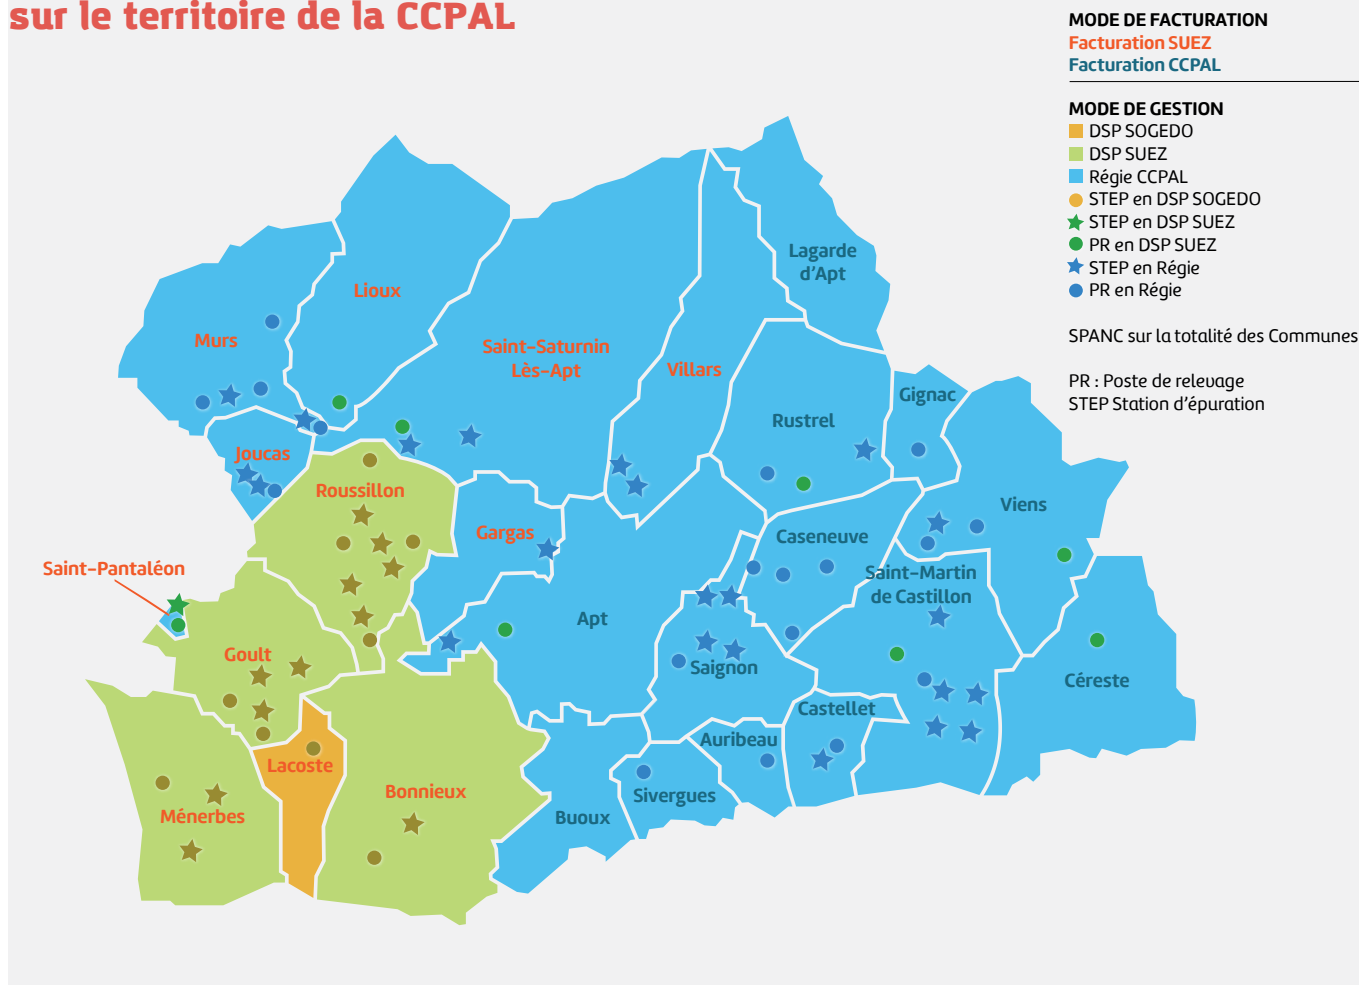 sur le territoire de la CCPAL
MODE DE FACTURATION
Facturation SUEZ
Facturation CCPAL
MODE DE GESTION
DSP SOGEDO
DSP SUEZ
Régie CCPAL
STEP en DSP SOGEDO
STEP en DSP SUEZ
PR en DSP SUEZ
STEP en Régie
PR en Régie
SPANC sur la totalité des Communes
PR : Poste de relevage
STEP Station d'épuration
Lagarde
d'Apt
Lioux
Murs
Saint-Saturnin
Lès-Apt
Villars
Gignac
Rustrel
Joucas
Roussillon
Viens
Gargas
Caseneuve
Saint-Pantaléon
Saint-Martin
de Castillon
Apt
Goult
Saignon
Céreste
Castellet
Auribeau
Lacoste
Bonnieux
Sivergues
Ménerbes
Buoux